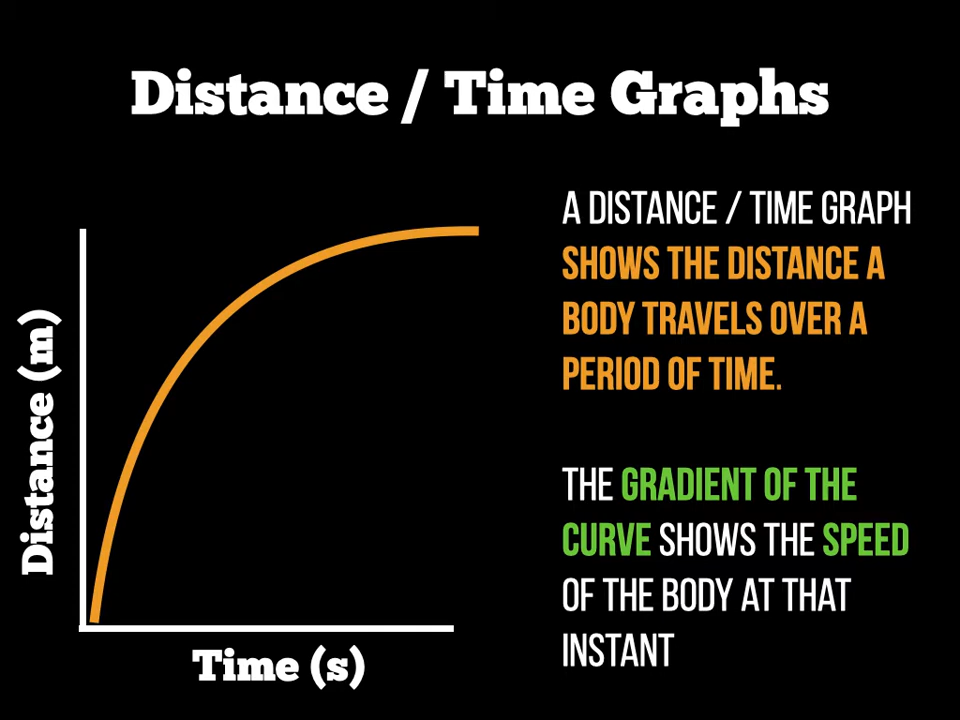 Distance / Time Graphs
A DISTANCE / TIME GRAPH
SHOWS THE DISTANCE A
BODY TRAVELS OVER A
PERIOD OF TIME.
THE GRADIENT OF THE
CURVE SHOWS THE SPEED
OF THE BODY AT THAT
INSTANT
Distance (m)
Time (s)